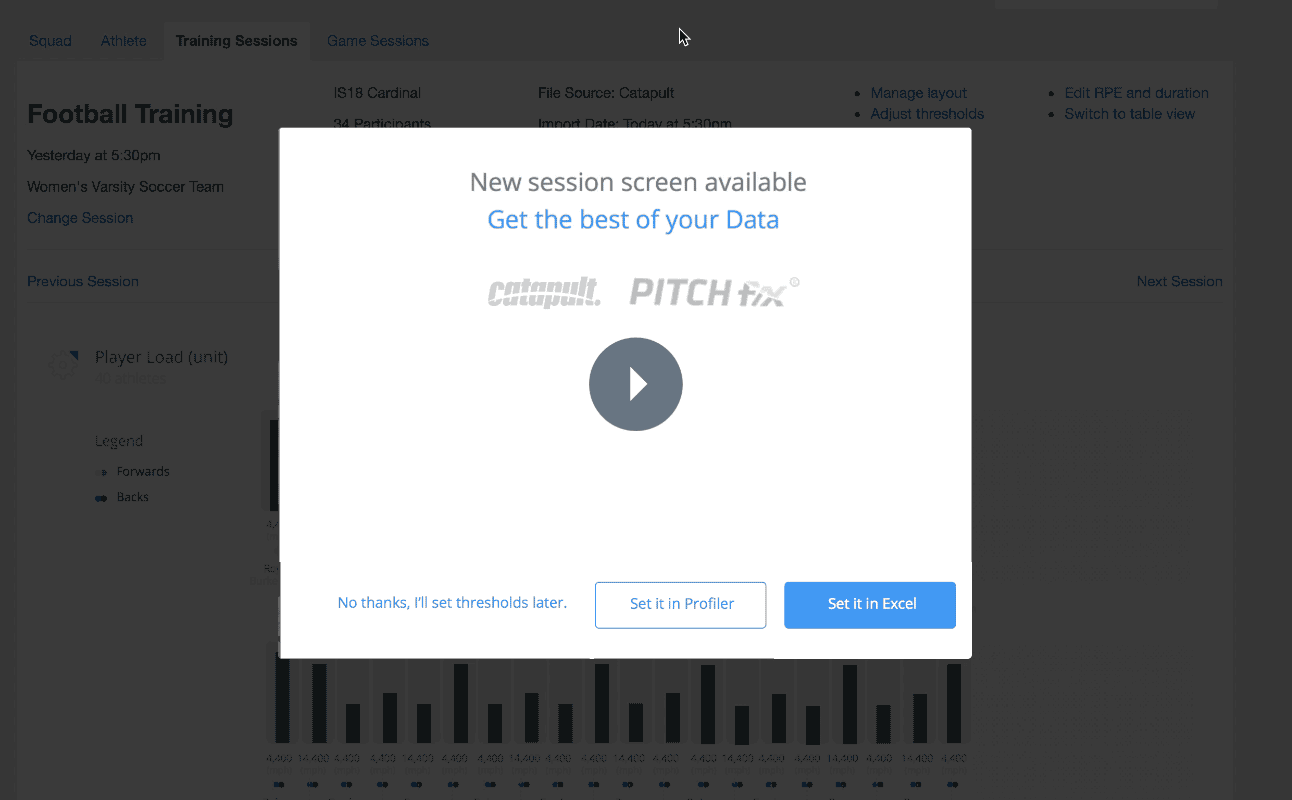 Squad Athlete Training Sessions Game Sessions
Football Training
Yesterday at 5:30pm
Women's Varsity Soccer Team
Change Session
IS18 Cardinal
34 Participants
File Source: Catapult
Import Date: Today at 5:30pm
Manage layout
Adjust thresholds
Edit RPE and duration
Switch to table view
Previous Session
Next Session
New session screen available
Get the best of your Data
catapult.
PITCH fix®
Player Load (unit)
40 athletes
Legend
Forwards
Backs
No thanks, I'll set thresholds later.
Set it in Profiler
Set it in Excel
4,400 14,400 4,400 4,400 14,400 4,400 4,400 14,400 4,400 4,400 14,400 4,400 4,400 14,400 4,400 4,400 14,400 4,400 14,400 4,400